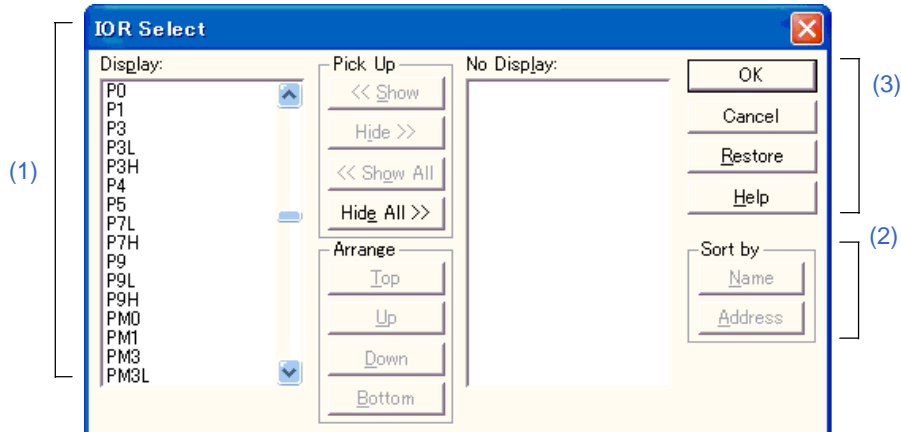 IOR Select
Display:
P0
P1
P3
P3L
P3H
P4
P5
P7L
P7H
P9
P9L
P9H
PM0
PM1
PM3
PM3L
Pick Up
<< Show
Hide >>
<< Show All
Hide All >>
Arrange
Top
Up
Down
Bottom
No Display:
OK
Cancel
Restore
Help
Sort by
Name
Address
(1)
(3)
(2)